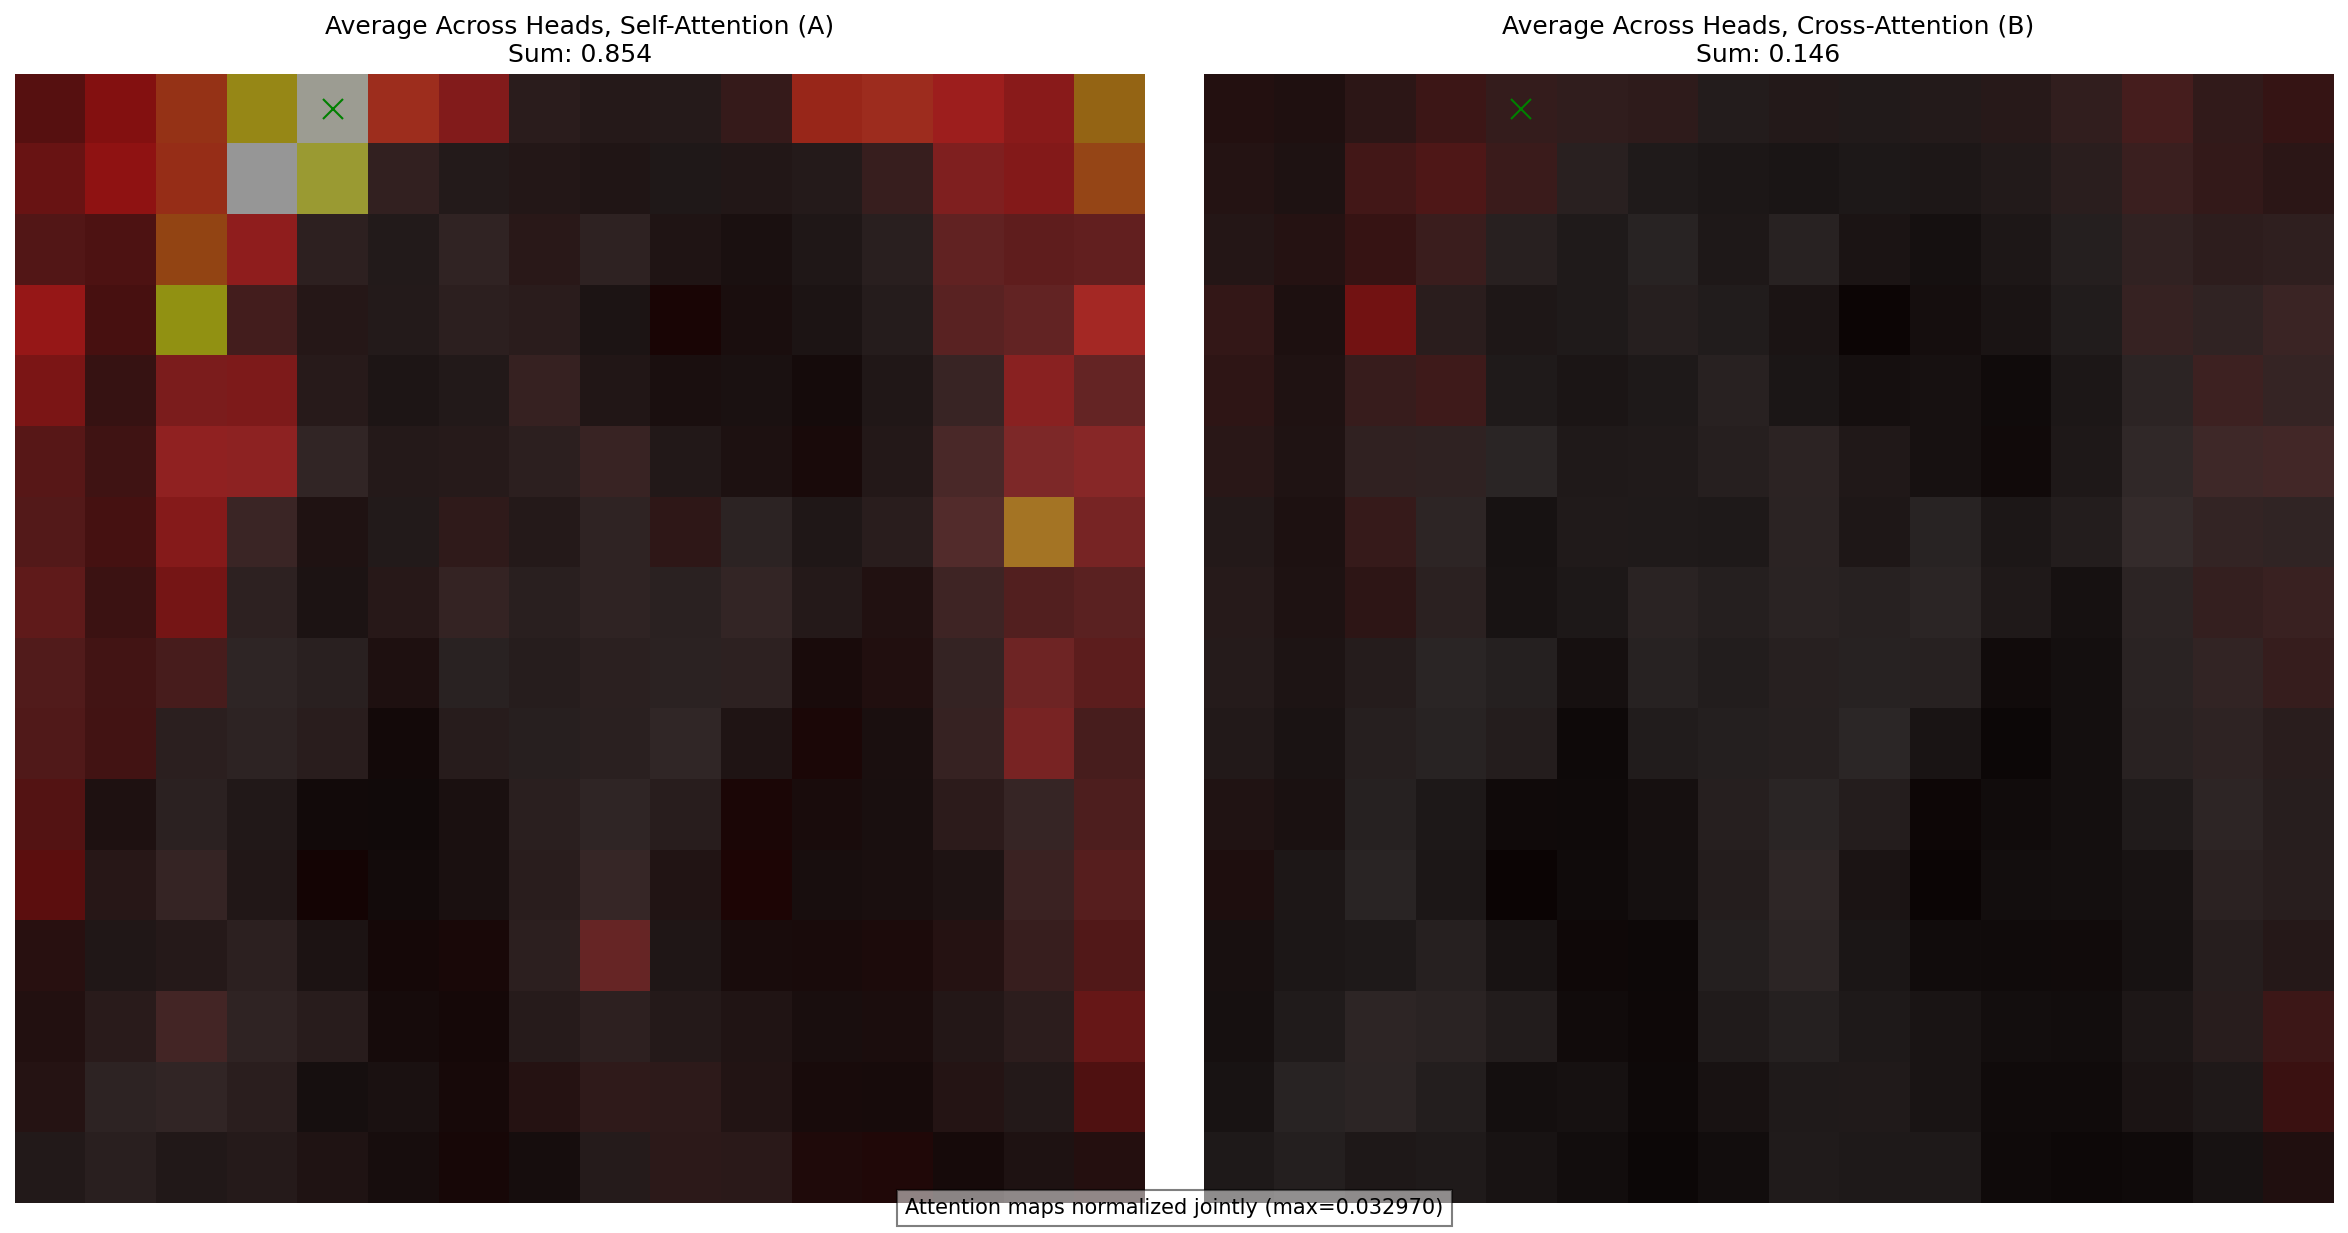 Average Across Heads, Self-Attention (A)
Sum: 0.854
Average Across Heads, Cross-Attention (B)
Sum: 0.146
Attention maps normalized jointly (max=0.032970)